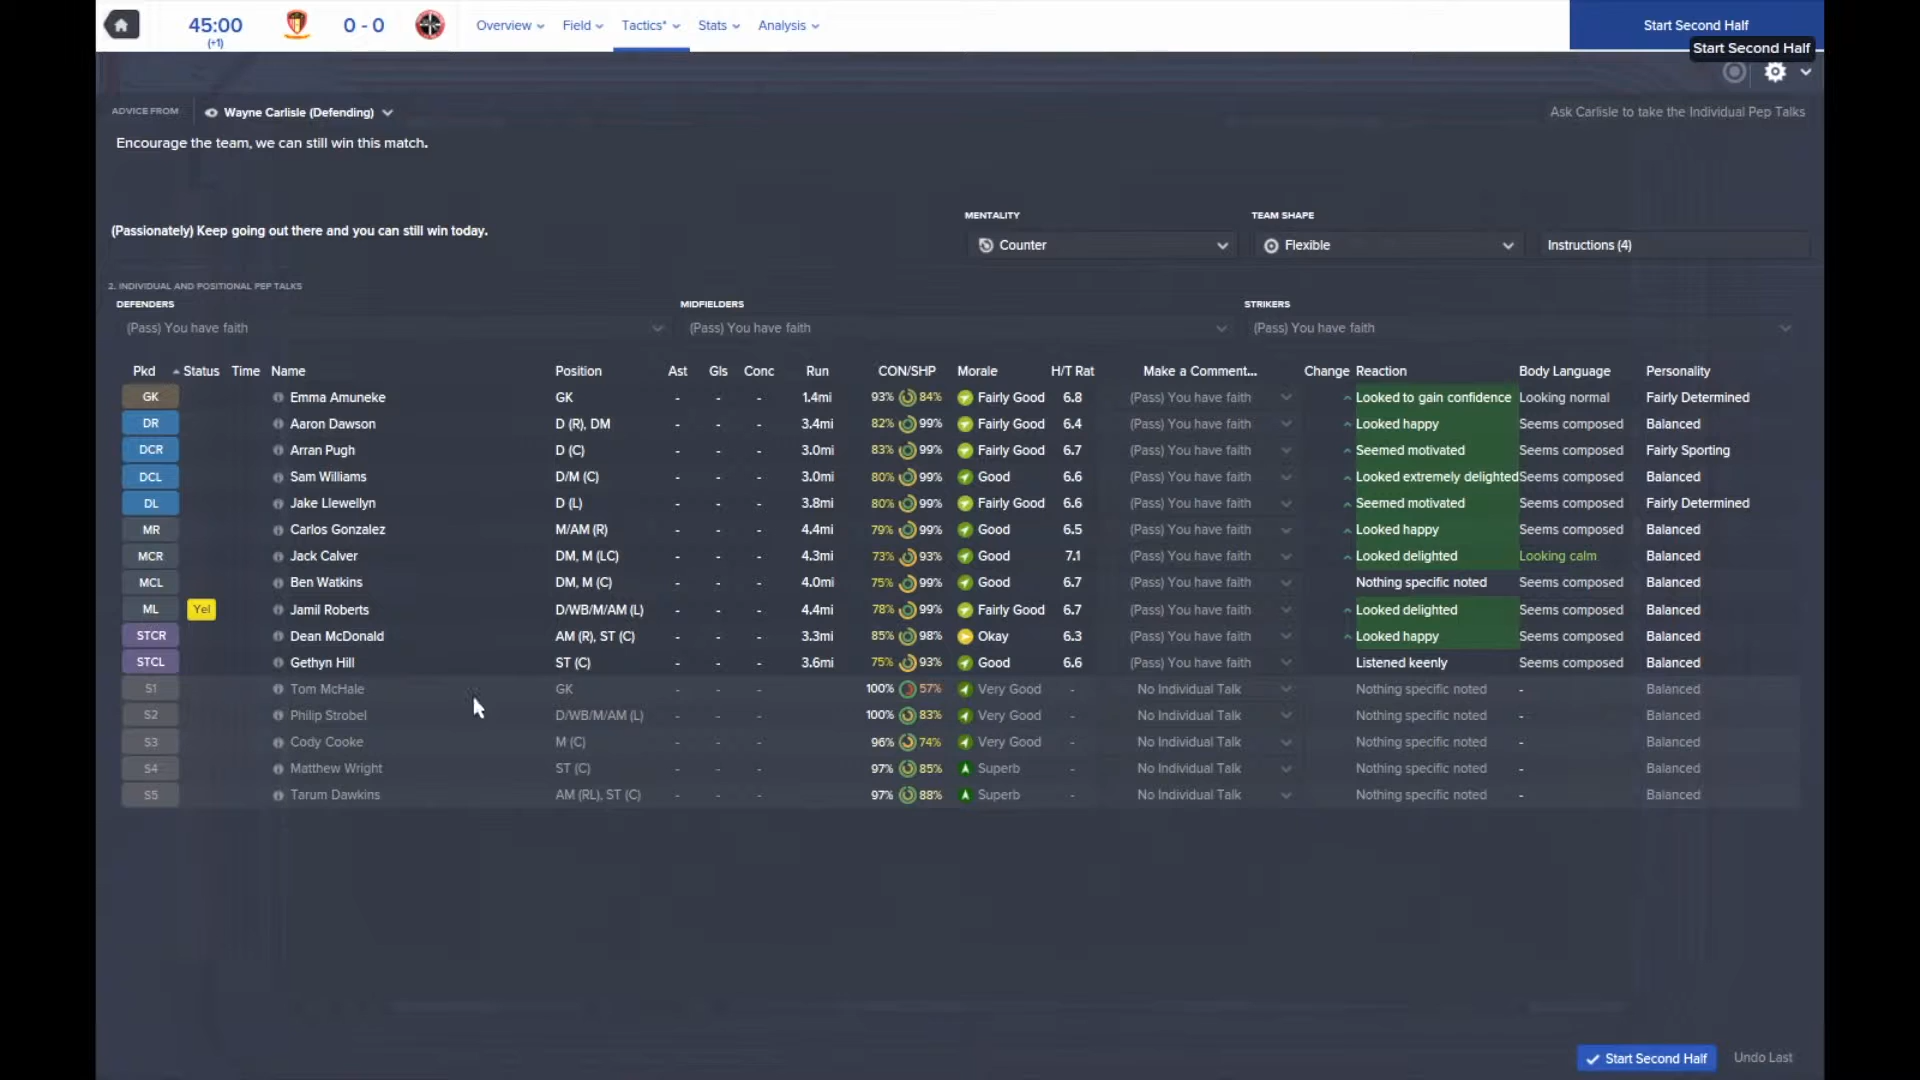 45:00
(+1)
0 - 0
Overview
Field
Tactics*
Stats
Analysis
Start Second Half
Start Second Half
ADVICE FROM
Wayne Carlisle (Defending)
Ask Carlisle to take the Individual Pep Talks
Encourage the team, we can still win this match.
MENTALITY
TEAM SHAPE
(Passionately) Keep going out there and you can still win today.
Counter
Flexible
Instructions (4)
2. INDIVIDUAL AND POSITIONAL PEP TALKS
DEFENDERS
MIDFIELDERS
STRIKERS
(Pass) You have faith
(Pass) You have faith
(Pass) You have faith
Pkd Status Time Name Position Ast Gls Conc Run CON/SHP Morale H/T Rat Make a Comment... Change Reaction Body Language Personality
GK Emma Amuneke GK - - - 1.4mi 93% 84% Fairly Good 6.8 (Pass) You have faith Looked to gain confidence Looking normal Fairly Determined
DR Aaron Dawson D (R), DM - - - 3.4mi 82% 99% Fairly Good 6.4 (Pass) You have faith Looked happy Seems composed Balanced
DCR Arran Pugh D (C) - - - 3.0mi 83% 99% Fairly Good 6.7 (Pass) You have faith Seemed motivated Seems composed Fairly Sporting
DCL Sam Williams D/M (C) - - - 3.0mi 80% 99% Good 6.6 (Pass) You have faith Looked extremely delighted Seems composed Balanced
DL Jake Llewellyn D (L) - - - 3.8mi 80% 99% Fairly Good 6.6 (Pass) You have faith Seemed motivated Seems composed Fairly Determined
MR Carlos Gonzalez M/AM (R) - - - 4.4mi 79% 99% Good 6.5 (Pass) You have faith Looked happy Seems composed Balanced
MCR Jack Calver DM, M (LC) - - - 4.3mi 73% 93% Good 7.1 (Pass) You have faith Looked delighted Looking calm Balanced
MCL Ben Watkins DM, M (C) - - - 4.0mi 75% 99% Good 6.7 (Pass) You have faith Nothing specific noted Seems composed Balanced
ML Yel Jamil Roberts D/WB/M/AM (L) - - - 4.4mi 78% 99% Fairly Good 6.7 (Pass) You have faith Looked delighted Seems composed Balanced
STCR Dean McDonald AM (R), ST (C) - - - 3.3mi 85% 98% Okay 6.3 (Pass) You have faith Looked happy Seems composed Balanced
STCL Gethyn Hill ST (C) - - - 3.6mi 75% 93% Good 6.6 (Pass) You have faith Listened keenly Seems composed Balanced
S1 Tom McHale GK - - - 100% 57% Very Good - No Individual Talk Nothing specific noted - Balanced
S2 Philip Strobel D/WB/M/AM (L) - - - 100% 83% Very Good - No Individual Talk Nothing specific noted - Balanced
S3 Cody Cooke M (C) - - - 96% 74% Very Good - No Individual Talk Nothing specific noted - Balanced
S4 Matthew Wright ST (C) - - - 97% 85% Superb - No Individual Talk Nothing specific noted - Balanced
S5 Tarum Dawkins AM (RL), ST (C) - - - 97% 88% Superb - No Individual Talk Nothing specific noted - Balanced
Start Second Half
Undo Last